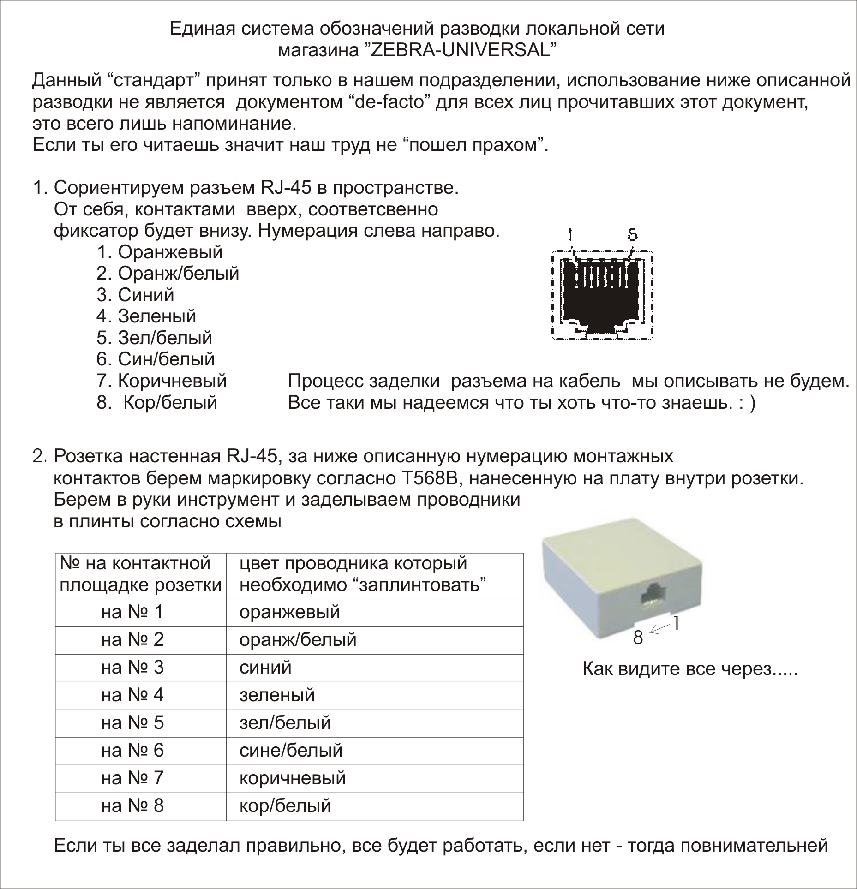 Единая система обозначений разводки локальной сети
магазина ”ZEBRA-UNIVERSAL”
Данный “стандарт” принят только в нашем подразделении, использование ниже описанной
разводки не является документом “de-facto” для всех лиц прочитавших этот документ,
это всего лишь напоминание.
Если ты его читаешь значит наш труд не “пошел прахом”.
1. Сориентируем разъем RJ-45 в пространстве.
От себя, контактами вверх, соответсвенно
фиксатор будет внизу. Нумерация слева направо.
1. Оранжевый
2. Оранж/белый
3. Синий
4. Зеленый
5. Зел/белый
6. Син/белый
7. Коричневый Процесс заделки разъема на кабель мы описывать не будем.
8. Кор/белый Все таки мы надеемся что ты хоть что-то знаешь. : )
1
2. Розетка настенная RJ-45, за ниже описанную нумерацию монтажных
контактов берем маркировку согласно T568B, нанесенную на плату внутри розетки.
Берем в руки инструмент и заделываем проводники
в плинты согласно схемы
№ на контактной цвет проводника который
площадке розетки необходимо “заплинтовать”
на № 1 оранжевый
на № 2 оранж/белый
на № 3 синий
на № 4 зеленый
на № 5 зел/белый
на № 6 сине/белый
на № 7 коричневый
на № 8 кор/белый
8 1
Как видите все через.....
Если ты все заделал правильно, все будет работать, если нет - тогда повнимательней